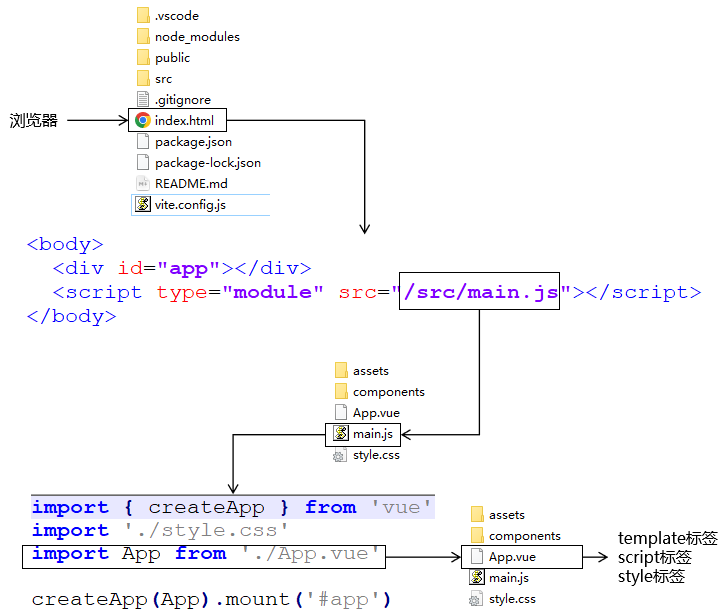 .vscode
node_modules
public
src
.gitignore
浏览器
index.html
package.json
package-lock.json
README.md
vite.config.js
<body>
<div id="app"></div>
<script type="module" src="/src/main.js"></script>
</body>
assets
components
App.vue
main.js
style.css
import { createApp } from 'vue'
import './style.css'
import App from './App.vue'
createApp(App).mount('#app')
assets
components
App.vue
main.js
style.css
template标签
script标签
style标签